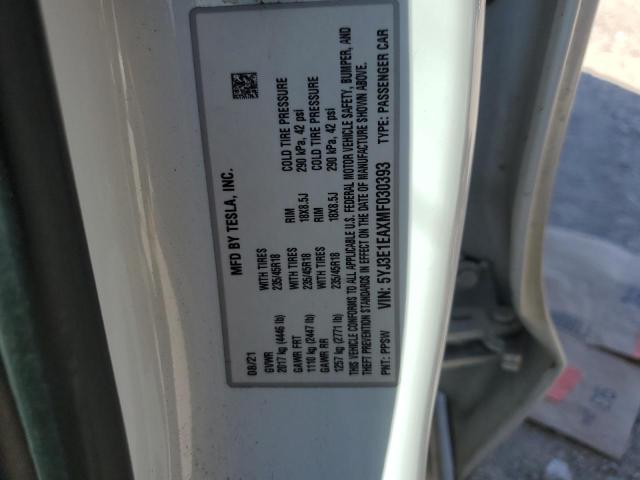 MFD BY TESLA, INC.
08/21
GVWR
2017 kg (4446 lb)
GAWR FRT
WITH TIRES
RIM
COLD TIRE PRESSURE
1110 kg (2447 lb)
235/45R18
18X8.5J
290 kPa, 42 psi
GAWR RR
WITH TIRES
RIM
COLD TIRE PRESSURE
1257 kg (2771 lb)
235/45R18
18X8.5J
290 kPa, 42 psi
THIS VEHICLE CONFORMS TO ALL APPLICABLE U.S. FEDERAL MOTOR VEHICLE SAFETY, BUMPER, AND
THEFT PREVENTION STANDARDS IN EFFECT ON THE DATE OF MANUFACTURE SHOWN ABOVE.
VIN: 5YJ3E1EAXMF030393
PNT: PPSW
TYPE: PASSENGER CAR